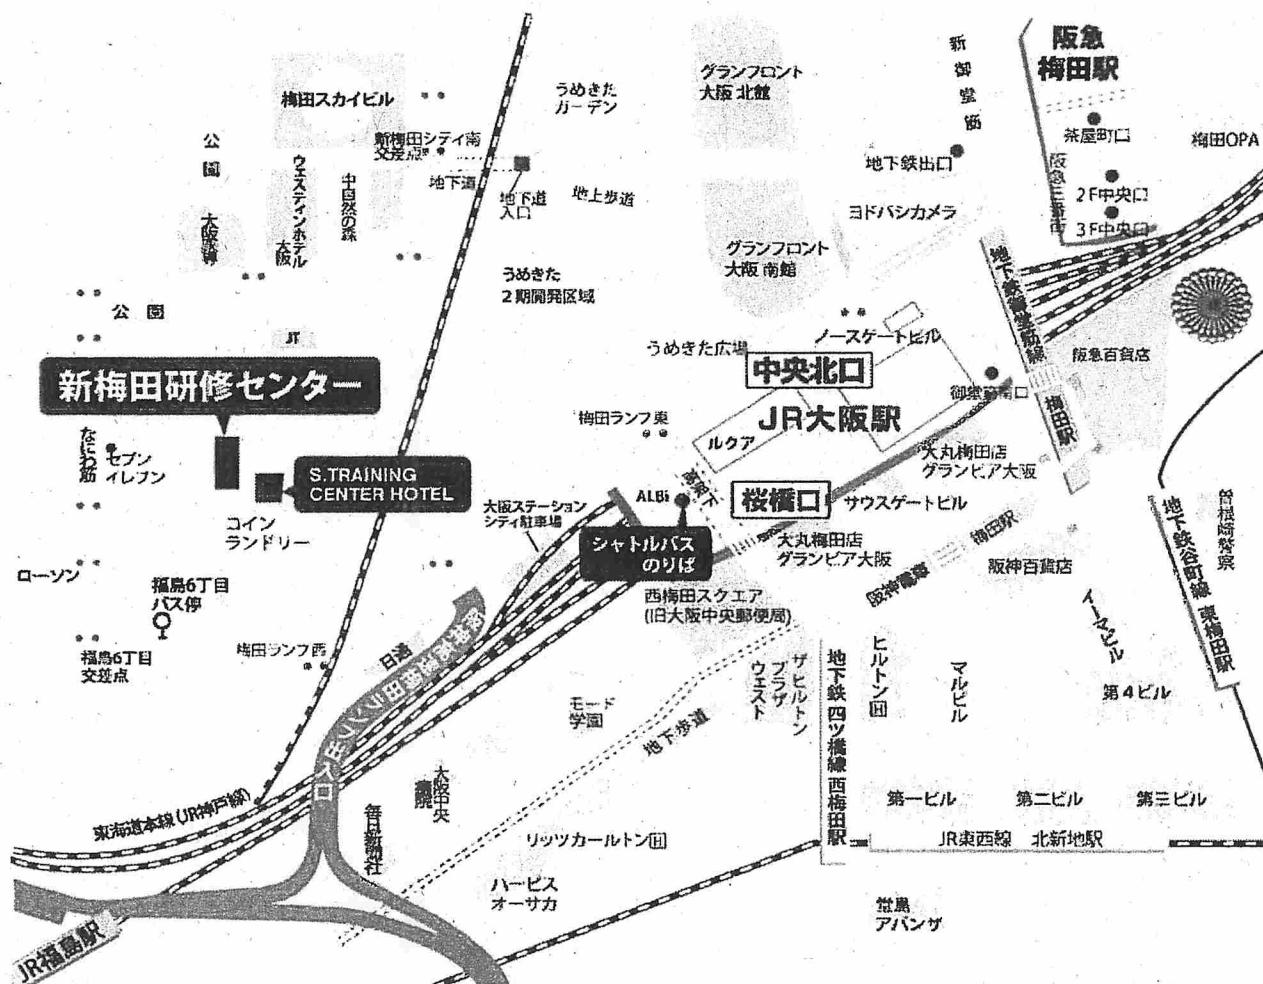 阪急
梅田駅
新御堂筋
グランフロント
大阪 北館
うめきた
ガーデン
梅田スカイビル
茶屋町口
梅田OPA
新梅田シティ南
交差点
公園
地下鉄出口
ウェスティンホテル
大阪
中自然の森
地下道
地下道
入口
地上歩道
阪急三番街
2F中央口
3F中央口
ヨドバシカメラ
グランフロント
大阪 南館
うめきた
2期開発区域
地下鉄御堂筋線
梅田駅
公園
JT
ノースゲートビル
うめきた広場
阪急百貨店
中央北口
新梅田研修センター
JR大阪駅
梅田ランプ東
ルクア
なにわ筋
セブン
イレブン
大丸梅田店
グランビア大阪
S.TRAINING
CENTER HOTEL
ALBi
桜橋口
サウスゲートビル
大阪ステーション
シティ駐車場
コイン
ランドリー
シャトルバス
のりば
大丸梅田店
グランビア大阪
梅田駅
阪神電車
阪神百貨店
地下鉄谷町線 東梅田駅
曽根崎警察
ローソン
福島6丁目
バス停
西梅田スクエア
(旧大阪中央郵便局)
イーマビル
福島6丁目
交差点
梅田ランプ西
日通
ザヒルトン
プラザ
ウェスト
地下鉄 四ツ橋線 西梅田駅
ヒルトンH
マルビル
第4ビル
モード
学園
地下歩道
大阪中央
毎日新聞社
東海道本線(JR神戸線)
第一ビル
第二ビル
第三ビル
リッツカールトンH
JR東西線 北新地駅
ハービス
オーサカ
堂島
アバンザ
JR福島駅